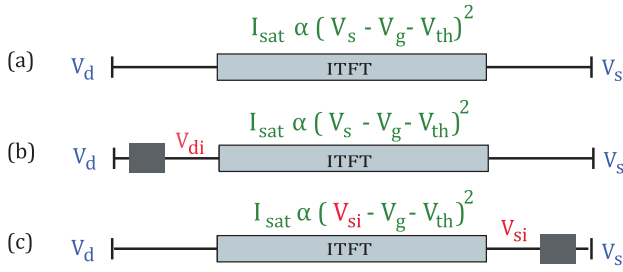 I_sat α ( V_s - V_g - V_th)^2
(a) V_d ITFT V_s
I_sat α ( V_s - V_g - V_th)^2
(b) V_d V_di ITFT V_s
I_sat α ( V_si - V_g - V_th)^2
(c) V_d ITFT V_si V_s